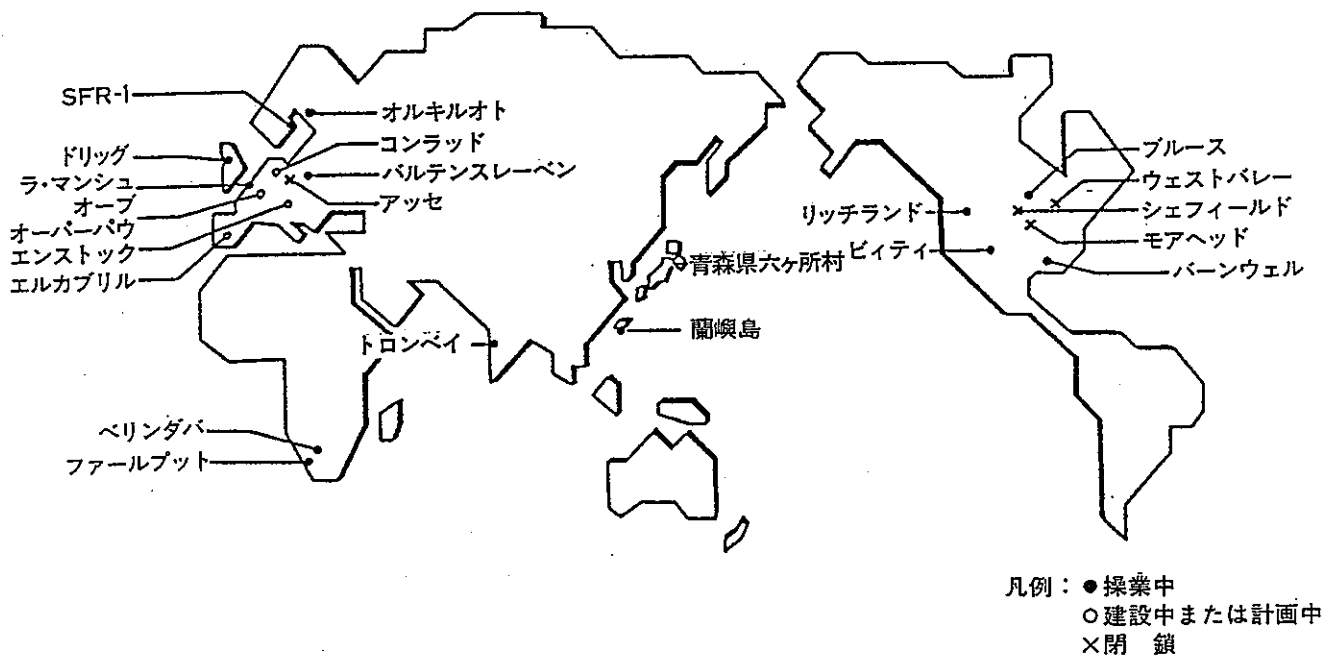 SFR-1
オルキルオト
コンラッド
バルテンスレーベン
アッセ
ドリッグ
ラ・マンシュ
オーブ
オーバーバウ
エンストック
エルカブリル
トロンベイ
ベリンダバ
ファールプット
青森県六ヶ所村
蘭嶼島
リッチランド
ビィティ
ブルース
ウェストバレー
シェフィールド
モアヘッド
バーンウェル
凡例：●操業中
○建設中または計画中
×閉 鎖